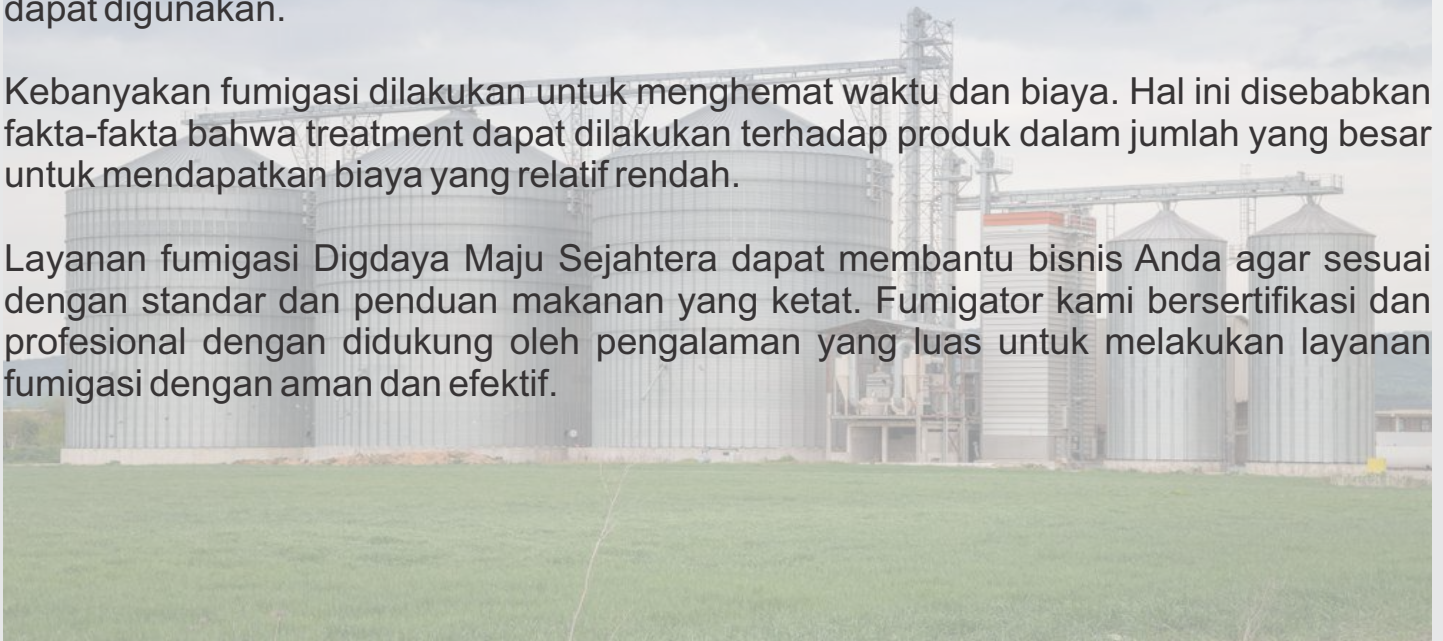 dapat digunakan.
Kebanyakan fumigasi dilakukan untuk menghemat waktu dan biaya. Hal ini disebabkan
fakta-fakta bahwa treatment dapat dilakukan terhadap produk dalam jumlah yang besar
untuk mendapatkan biaya yang relatif rendah.
Layanan fumigasi Digdaya Maju Sejahtera dapat membantu bisnis Anda agar sesuai
dengan standar dan penduan makanan yang ketat. Fumigator kami bersertifikasi dan
profesional dengan didukung oleh pengalaman yang luas untuk melakukan layanan
fumigasi dengan aman dan efektif.